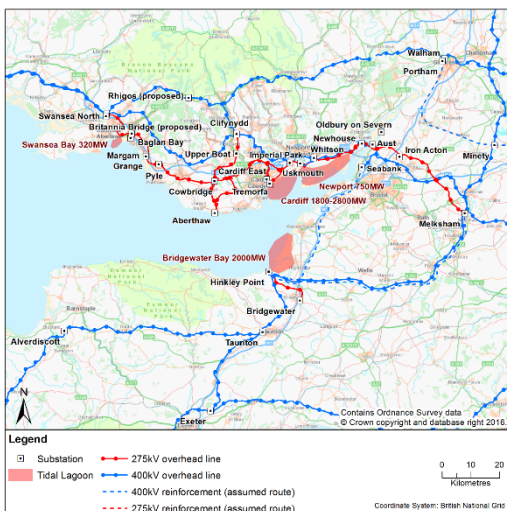 Walham
Portham
Brecon Beacons
National Park
Rhigos (proposed)
Swansea North
Cilfynydd
Oldbury on Severn
Britannia Bridge (proposed)
Newhouse
Aust
Swansea Bay 320MW
Baglan Bay
Upper Boat
Imperial Park
Whitson
Iron Acton
Minety
Margam
Grange
Cardiff East
Uskmouth
Seabank
Pyle
Tremorfa
Newport 750MW
Cowbridge
Cardiff 1800-2800MW
Aberthaw
Melksham
Bridgewater Bay 2000MW
Exmoor
National
Park
Wells
Hinkley Point
Barnstaple
Bridgewater
Alverdiscott
Taunton
N
Exeter
Contains Ordnance Survey data
© Crown copyright and database right 2016.
Legend
Substation
275kV overhead line
Tidal Lagoon
400kV overhead line
0 10 20
Kilometres
400kV reinforcement (assumed route)
275kV reinforcement (assumed route)
Coordinate System: British National Grid